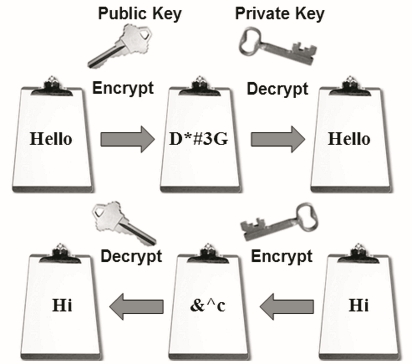 Public Key Private Key
Encrypt Decrypt
Hello D*#3G Hello
Decrypt Encrypt
Hi &^c Hi